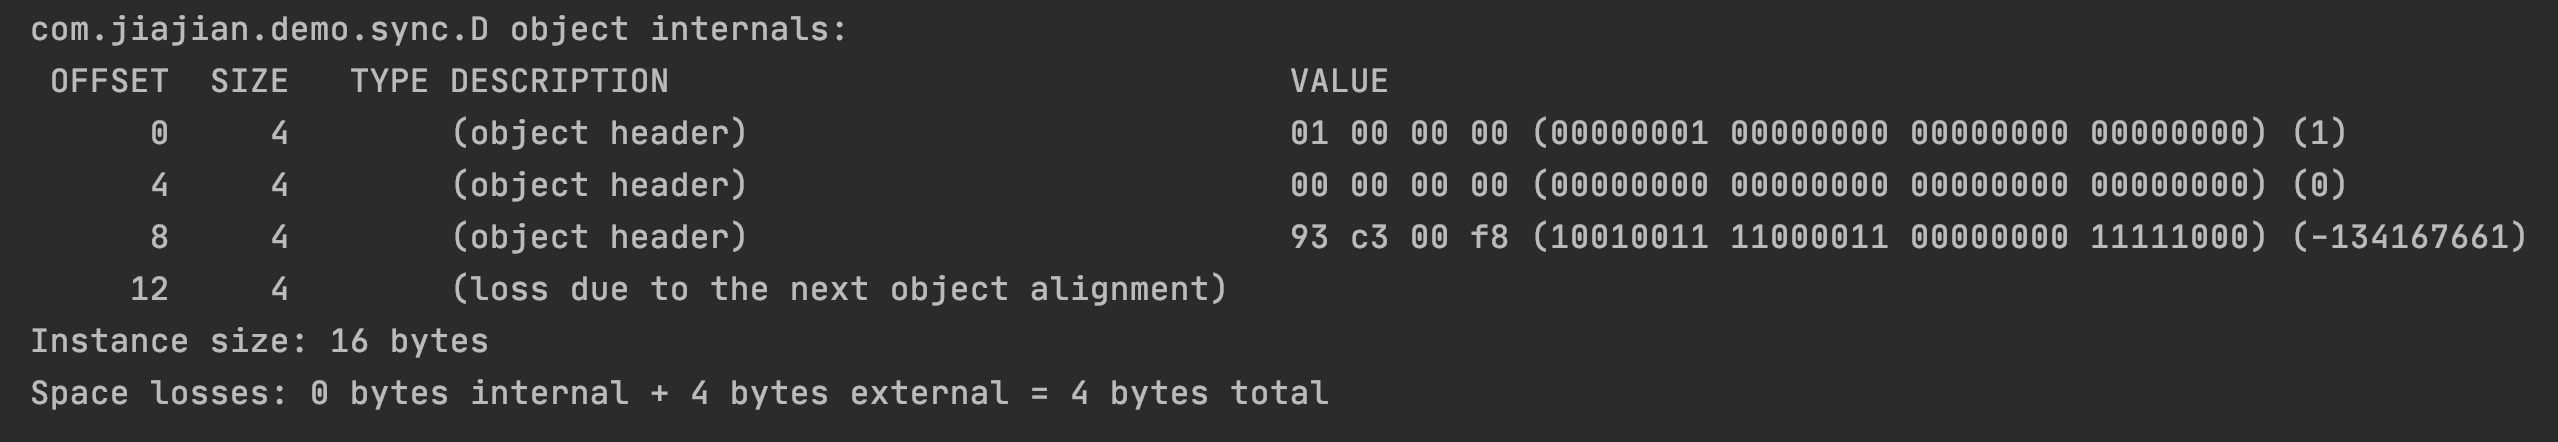 com.jiajian.demo.sync.D object internals:
 OFFSET  SIZE   TYPE DESCRIPTION                               VALUE
      0     4        (object header)                           01 00 00 00 (00000001 00000000 00000000 00000000) (1)
      4     4        (object header)                           00 00 00 00 (00000000 00000000 00000000 00000000) (0)
      8     4        (object header)                           93 c3 00 f8 (10010011 11000011 00000000 11111000) (-134167661)
     12     4        (loss due to the next object alignment)
Instance size: 16 bytes
Space losses: 0 bytes internal + 4 bytes external = 4 bytes total